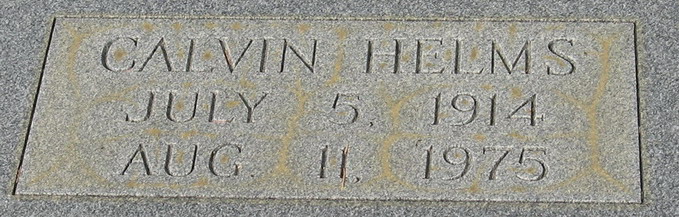 CALVIN HELMS
JULY 5, 1914
AUG. 11, 1975